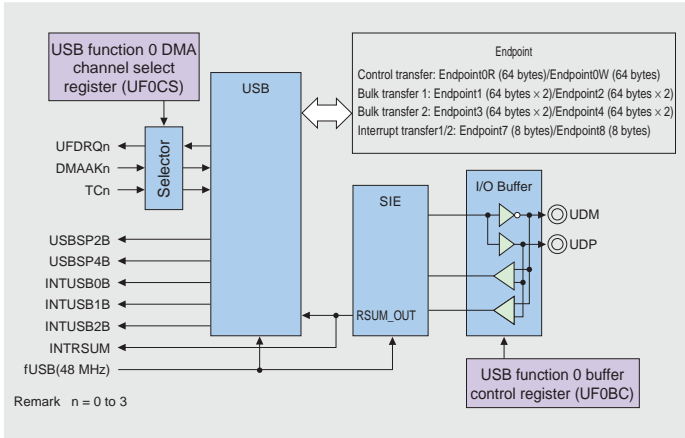 USB function 0 DMA
channel select
register (UF0CS)
USB
Endpoint
Control transfer: Endpoint0R (64 bytes)/Endpoint0W (64 bytes)
Bulk transfer 1: Endpoint1 (64 bytes × 2)/Endpoint2 (64 bytes × 2)
Bulk transfer 2: Endpoint3 (64 bytes × 2)/Endpoint4 (64 bytes × 2)
Interrupt transfer1/2: Endpoint7 (8 bytes)/Endpoint8 (8 bytes)
UFDRQn
DMAAKn
TCn
Selector
SIE
I/O Buffer
UDM
UDP
USBSP2B
USBSP4B
INTUSB0B
INTUSB1B
INTUSB2B
RSUM_OUT
INTRSUM
fUSB(48 MHz)
USB function 0 buffer
control register (UF0BC)
Remark n = 0 to 3